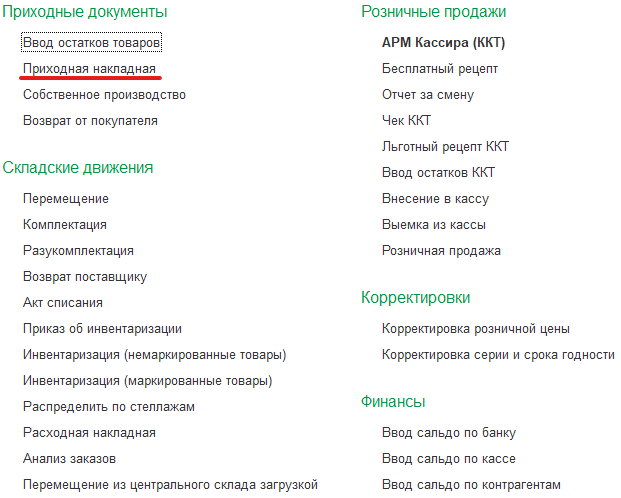 Приходные документы
Ввод остатков товаров
Приходная накладная
Собственное производство
Возврат от покупателя
Складские движения
Перемещение
Комплектация
Разукомплектация
Возврат поставщику
Акт списания
Приказ об инвентаризации
Инвентаризация (немаркированные товары)
Инвентаризация (маркированные товары)
Распределить по стеллажам
Расходная накладная
Анализ заказов
Перемещение из центрального склада загрузкой
Розничные продажи
АРМ Кассира (ККТ)
Бесплатный рецепт
Отчет за смену
Чек ККТ
Льготный рецепт ККТ
Ввод остатков ККТ
Внесение в кассу
Выемка из кассы
Розничная продажа
Корректировки
Корректировка розничной цены
Корректировка серии и срока годности
Финансы
Ввод сальдо по банку
Ввод сальдо по кассе
Ввод сальдо по контрагентам